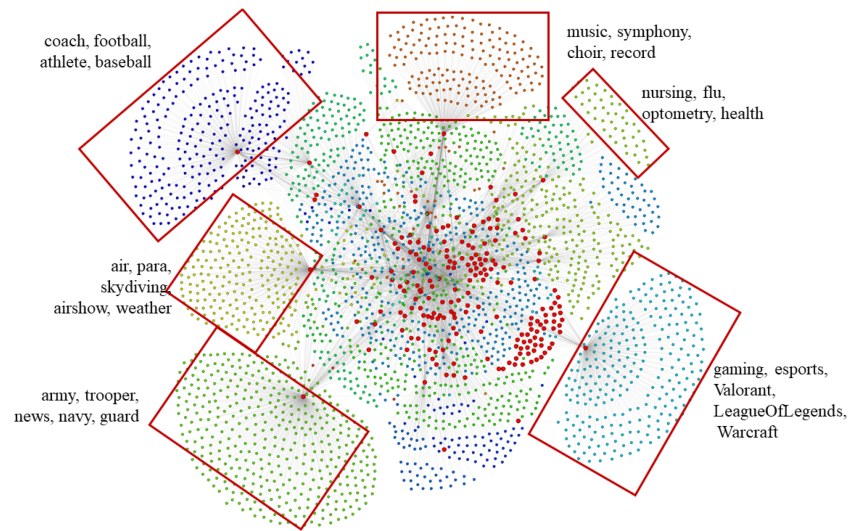 coach, football,
athlete, baseball
music, symphony,
choir, record
nursing, flu,
optometry, health
air, para,
skydiving,
airshow, weather
gaming, esports,
Valorant,
LeagueOfLegends,
Warcraft
army, trooper,
news, navy, guard